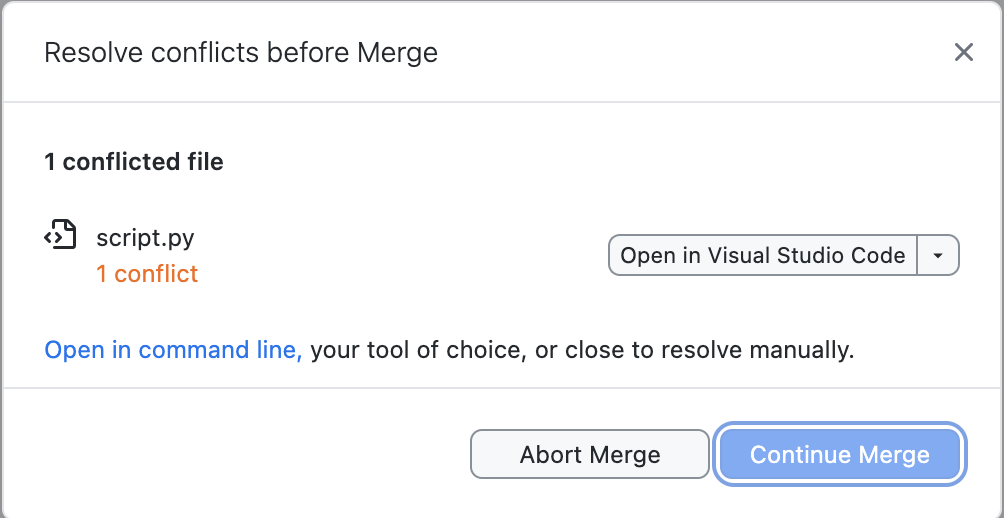 Resolve conflicts before Merge
1 conflicted file
script.py
1 conflict
Open in Visual Studio Code
Open in command line, your tool of choice, or close to resolve manually.
Abort Merge
Continue Merge